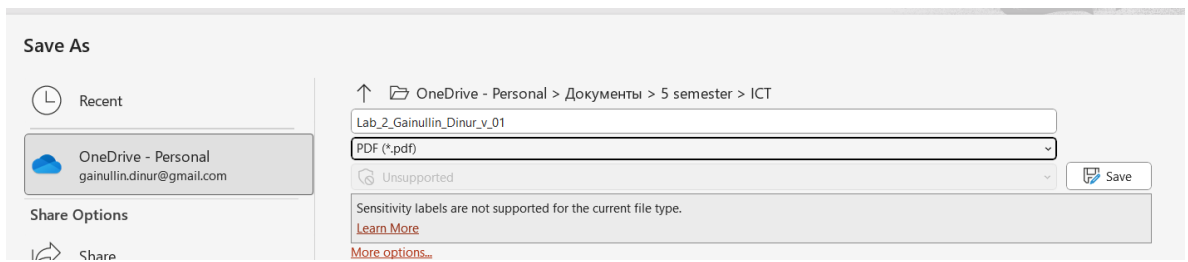 Save As
Recent
OneDrive - Personal
gainullin.dinur@gmail.com
Share Options
Share
OneDrive - Personal > Документы > 5 semester > ICT
Lab_2_Gainullin_Dinur_v_01
PDF (*.pdf)
Unsupported
Save
Sensitivity labels are not supported for the current file type.
Learn More
More options...